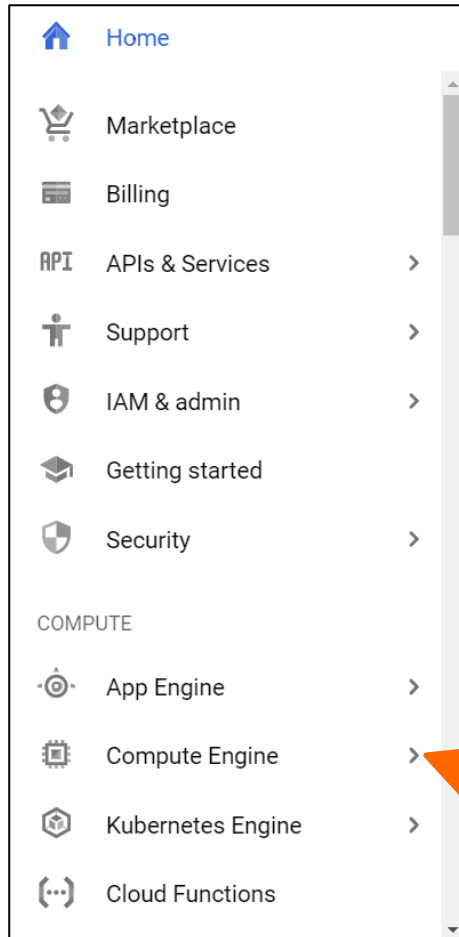 Home
Marketplace
Billing
API APIs & Services
Support
IAM & admin
Getting started
Security
COMPUTE
App Engine
Compute Engine
Kubernetes Engine
Cloud Functions